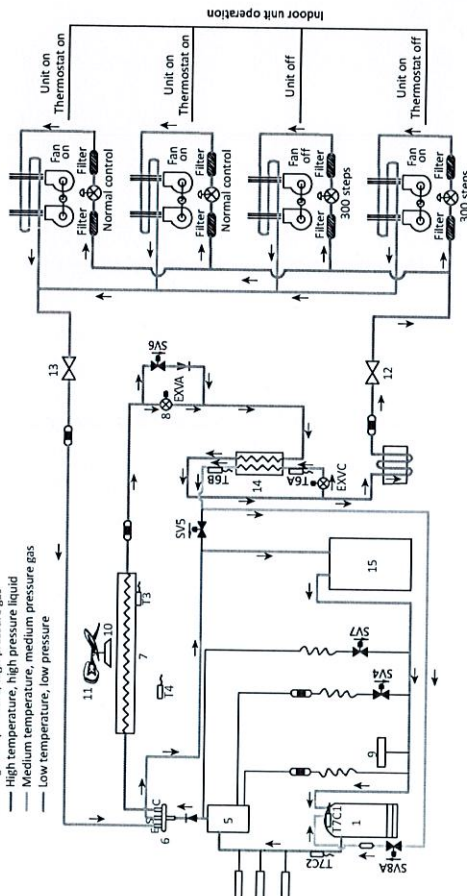 High temperature, high pressure liquid
Medium temperature, medium pressure gas
Low temperature, low pressure
Indoor unit operation
Unit on
Thermostat on
Unit on
Thermostat on
Unit off
Unit on
Thermostat off
Fan on
Filter
Filter
Normal control
Fan on
Filter
Filter
Normal control
Fan off
Filter
Filter
300 steps
Fan on
Filter
Filter
300 steps
13
12
SV6
EXVA
8
T6B
14
T6A
EXVC
SV5
11
10
7
T3
T4
15
SV7
SV4
9
E S C
6
5
T7C1
T7C2
1
SV8A